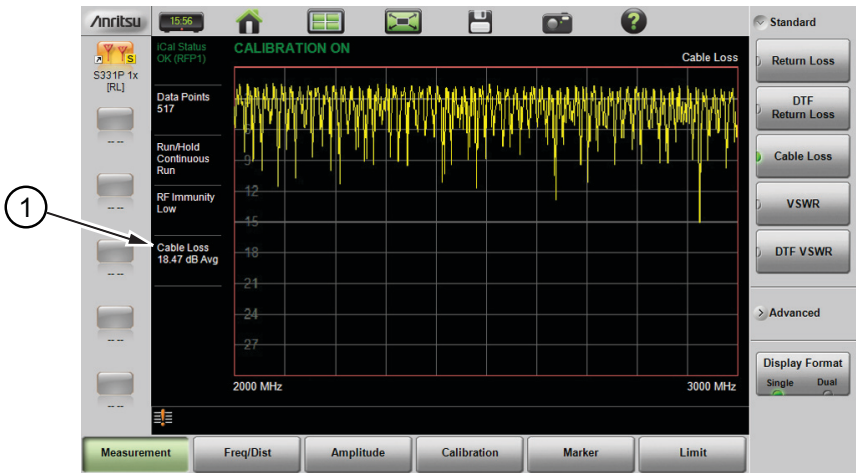 Anritsu
15:56
?
Standard
iCal Status
OK (RFP1)
CALIBRATION ON
Cable Loss
S331P 1x
[RL]
S
Data Points
517
Run/Hold
Continuous
Run
RF Immunity
Low
Cable Loss
18.47 dB Avg
1
-- --
-- --
-- --
-- --
-- --
9
12
15
18
21
24
27
2000 MHz
3000 MHz
Return Loss
DTF
Return Loss
Cable Loss
VSWR
DTF VSWR
Advanced
Display Format
Single Dual
Measurement
Freq/Dist
Amplitude
Calibration
Marker
Limit